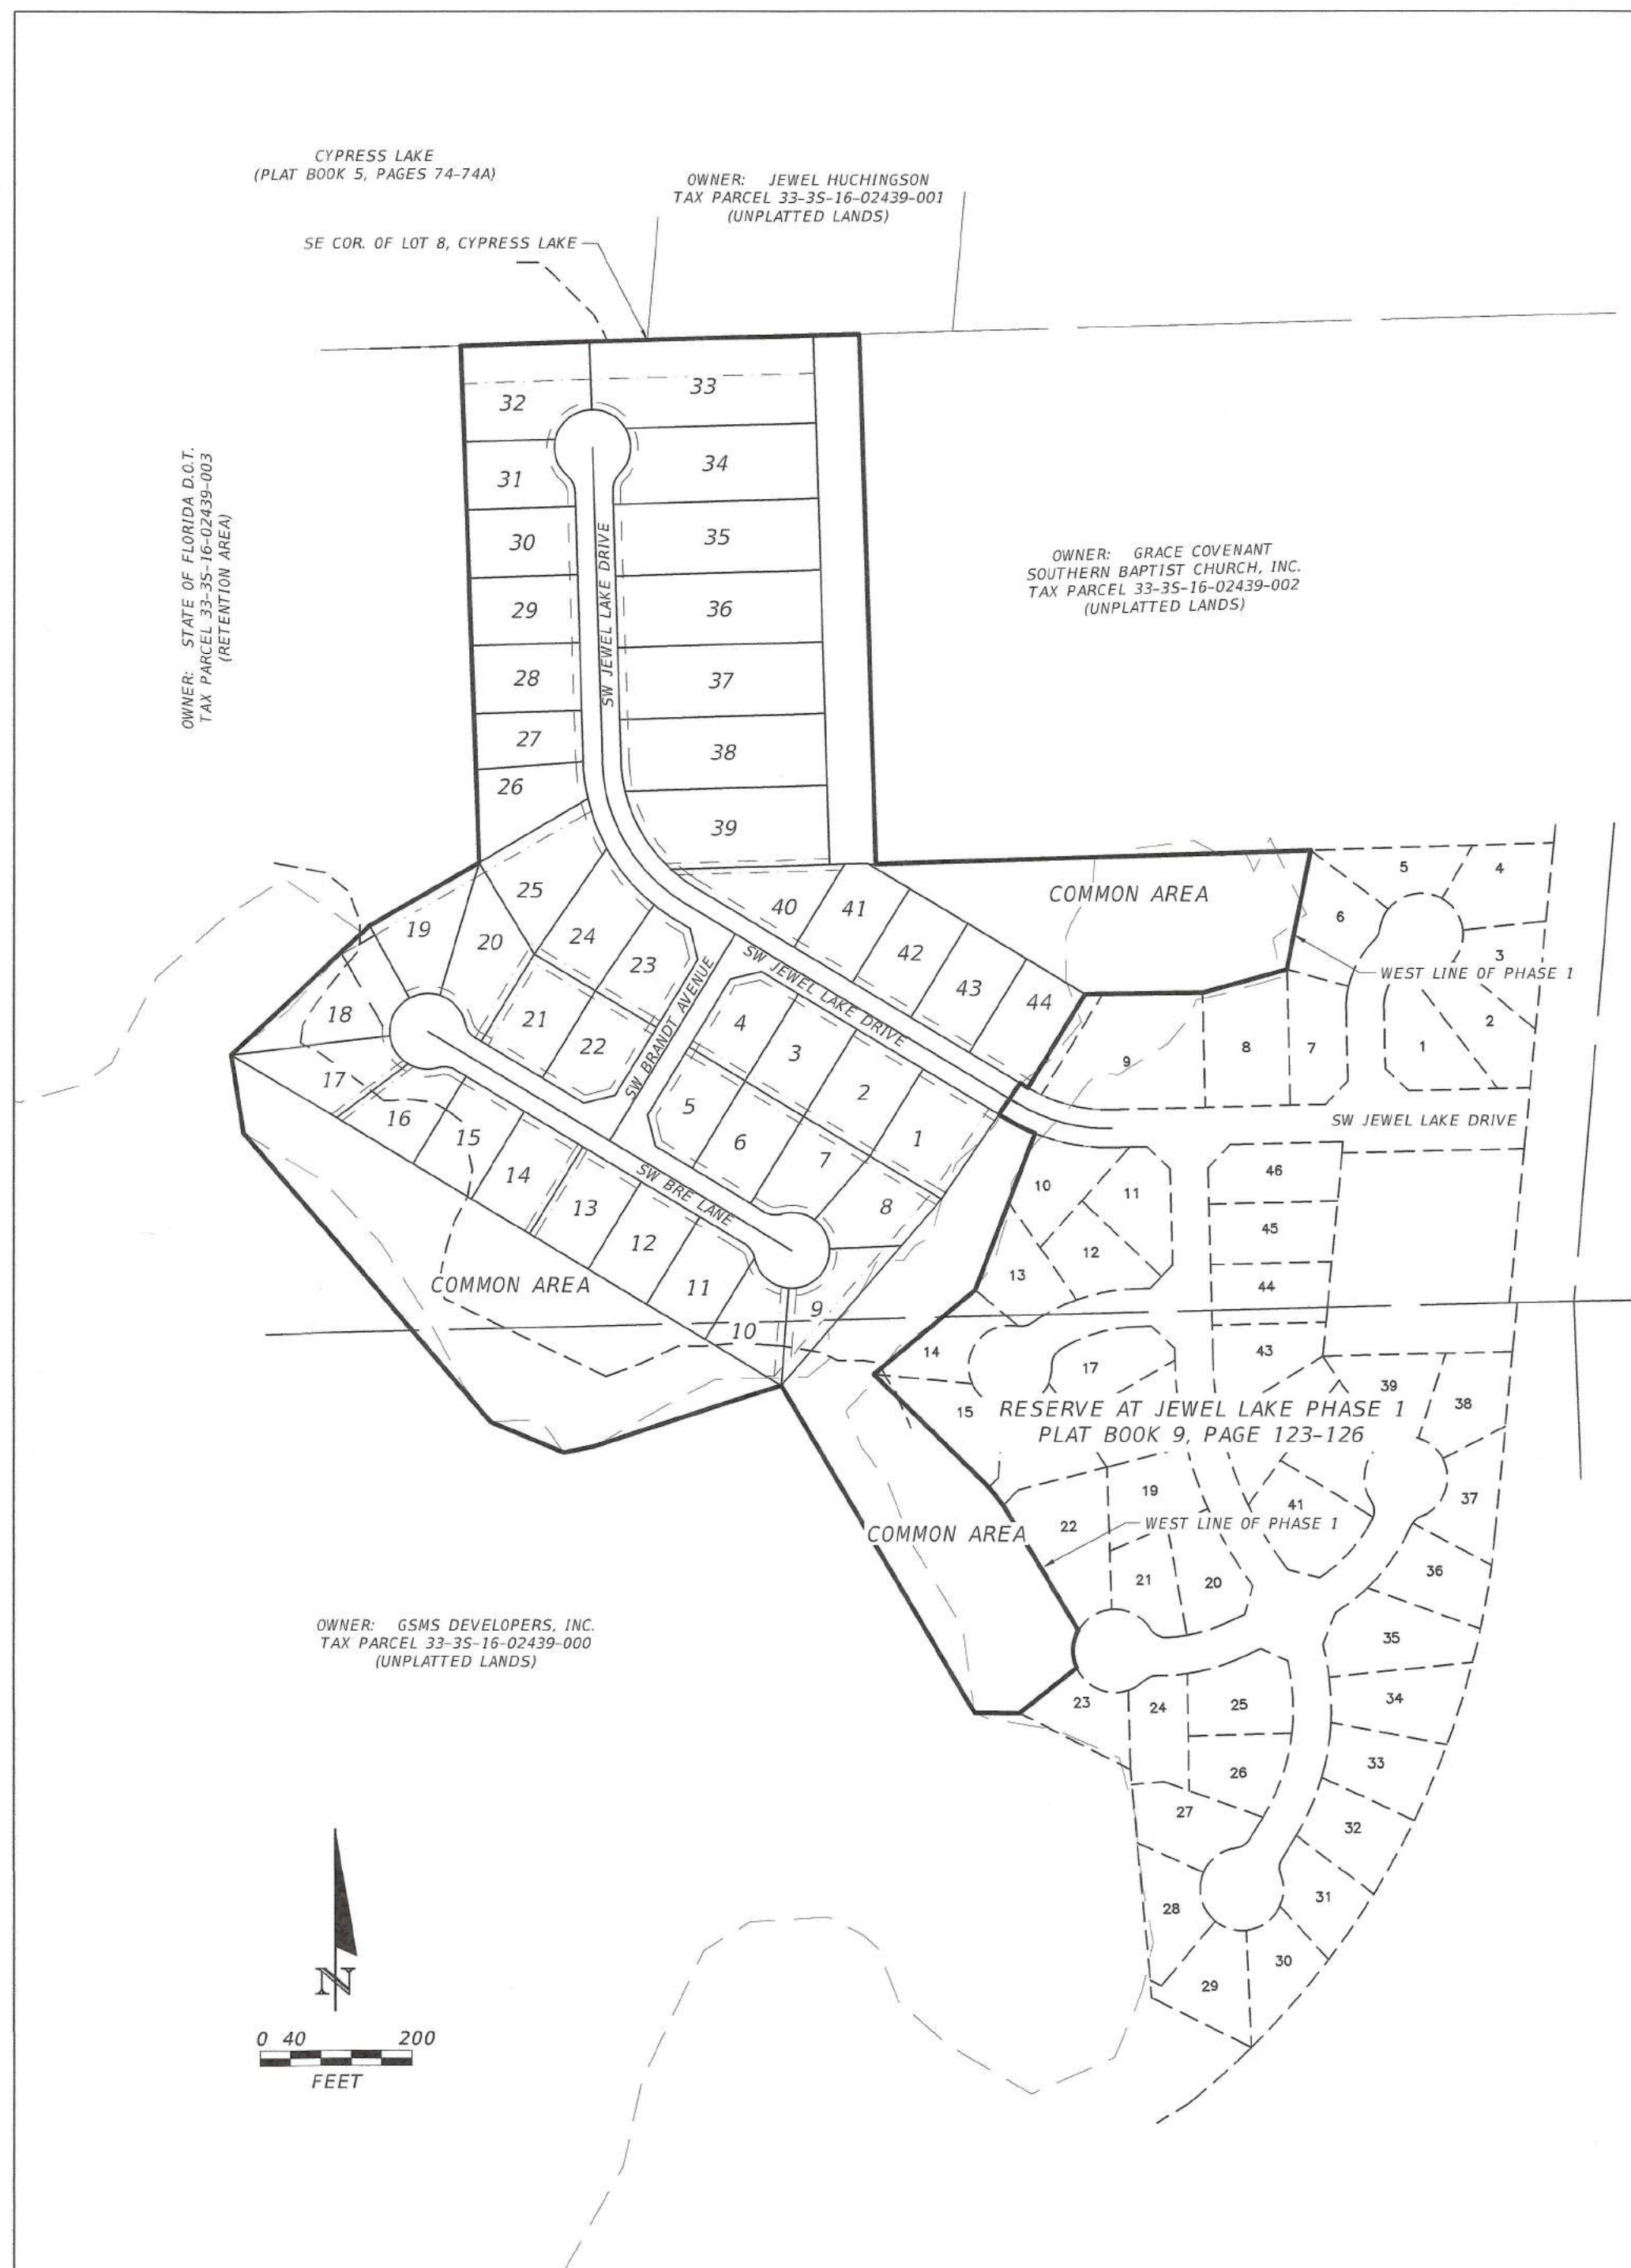 CYPRESS LAKE
(PLAT BOOK 5, PAGES 74-74A)
OWNER: JEWEL HUCHINGSON
TAX PARCEL 33-3S-16-02439-001
(UNPLATTED LANDS)
SE COR. OF LOT 8, CYPRESS LAKE
OWNER: STATE OF FLORIDA D.O.T.
TAX PARCEL 33-3S-16-02439-003
(RETENTION AREA)
OWNER: GRACE COVENANT
SOUTHERN BAPTIST CHURCH, INC.
TAX PARCEL 33-3S-16-02439-002
(UNPLATTED LANDS)
32
33
31
34
30
35
29
36
28
37
27
38
26
39
SW JEWEL LAKE DRIVE
25
24
23
20
19
18
21
22
17
16
15
14
13
12
11
10
9
8
7
6
5
4
3
2
1
40
41
42
43
44
SW JEWEL LAKE DRIVE
SW BRANDT AVENUE
SW BRE LANE
COMMON AREA
COMMON AREA
COMMON AREA
5
4
6
3
WEST LINE OF PHASE 1
2
1
7
8
9
SW JEWEL LAKE DRIVE
10
11
12
13
46
45
44
43
14
17
39
38
15
RESERVE AT JEWEL LAKE PHASE 1
PLAT BOOK 9, PAGE 123-126
19
41
37
22
WEST LINE OF PHASE 1
21
20
36
35
23
24
25
34
26
33
27
32
28
31
29
30
OWNER: GSMS DEVELOPERS, INC.
TAX PARCEL 33-3S-16-02439-000
(UNPLATTED LANDS)
N
0 40 200
FEET